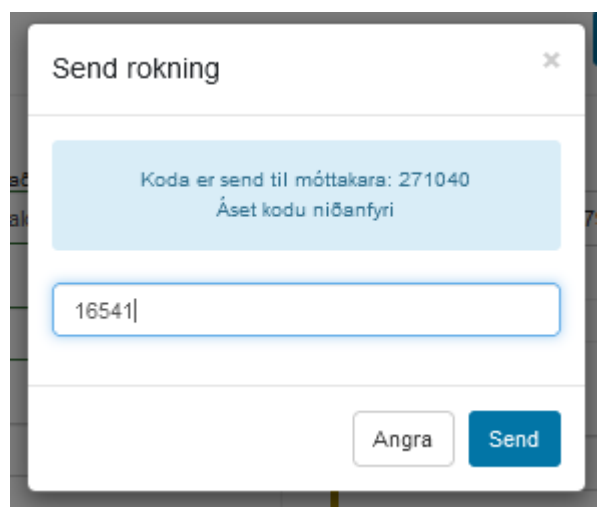 Send rokning
×
Koda er send til móttakara: 271040
Áset kodu niðanfyri
16541
Angra
Send